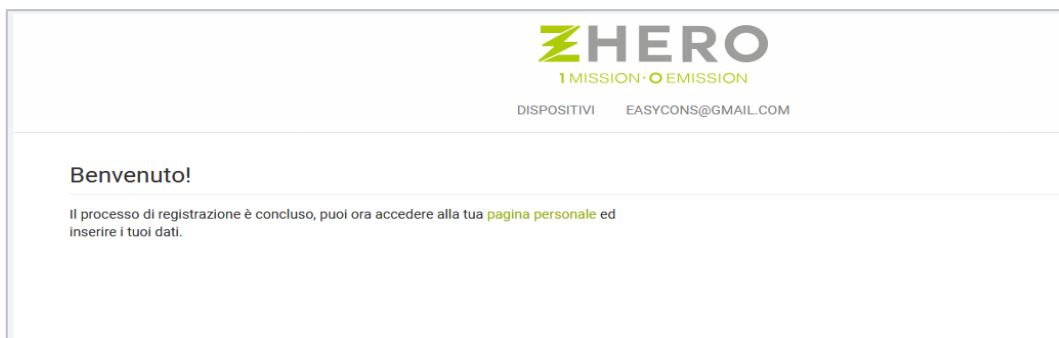 ZHERO
1 MISSION · 0 EMISSION
DISPOSITIVI EASYCONS@GMAIL.COM
Benvenuto!
Il processo di registrazione è concluso, puoi ora accedere alla tua pagina personale ed
inserire i tuoi dati.